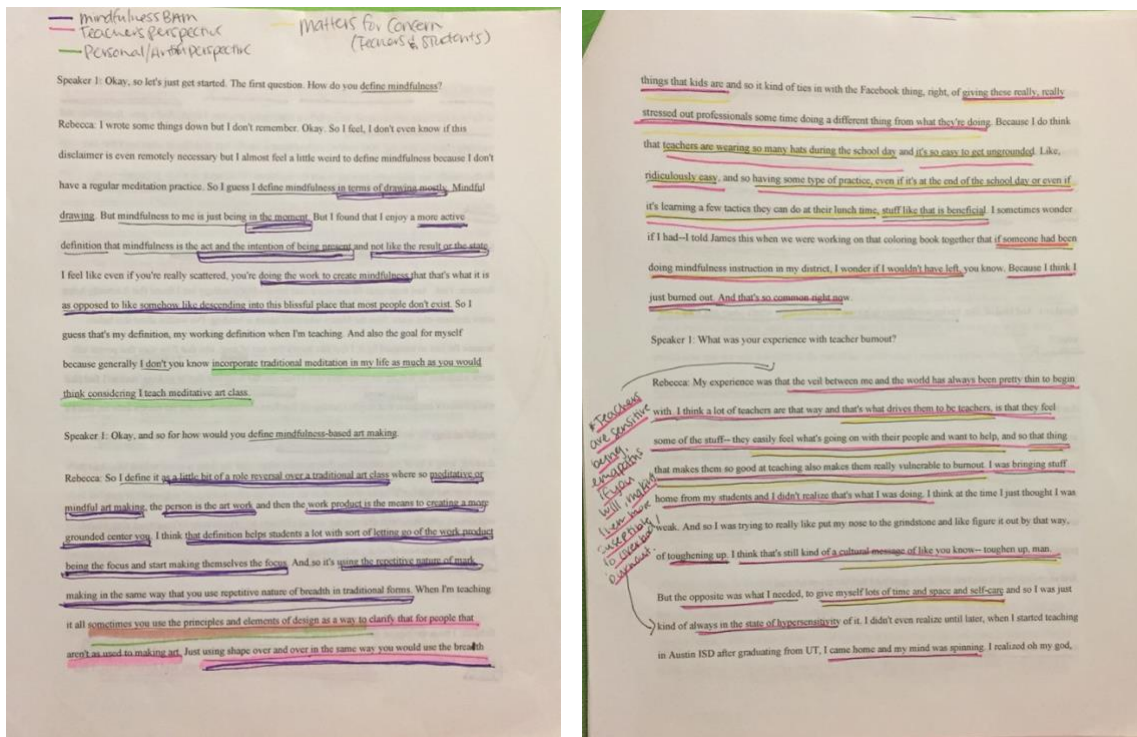 mindfulness BAM
Teachers Perspective
Personal/Artist Perspective
Matters for Concern
(Teachers & Students)
Speaker 1: Okay, so let's just get started. The first question. How do you define mindfulness?
Rebecca: I wrote some things down but I don't remember. Okay. So I feel, I don't even know if this
disclaimer is even remotely necessary but I almost feel a little weird to define mindfulness because I don't
have a regular meditation practice. So I guess I define mindfulness in terms of drawing mostly. Mindful
drawing. But mindfulness to me is just being in the moment. But I found that I enjoy a more active
definition that mindfulness is the act and the intention of being present and not like the result or the state.
I feel like even if you're really scattered, you're doing the work to create mindfulness that that's what it is
as opposed to like somehow like descending into this blissful place that most people don't exist. So I
guess that's my definition, my working definition when I'm teaching. And also the goal for myself
because generally I don't you know incorporate traditional meditation in my life as much as you would
think considering I teach meditative art class.
Speaker 1: Okay, and so for how would you define mindfulness-based art making.
Rebecca: So I define it as a little bit of a role reversal over a traditional art class where so meditative or
mindful art making, the person is the art work and then the work product is the means to creating a more
grounded center you. I think that definition helps students a lot with sort of letting go of the work product
being the focus and start making themselves the focus. And so it's using the repetitive nature of mark
making in the same way that you use repetitive nature of breadth in traditional forms. When I'm teaching
it all sometimes you use the principles and elements of design as a way to clarify that for people that
aren't as used to making art. Just using shape over and over in the same way you would use the breadth
things that kids are and so it kind of ties in with the Facebook thing, right, of giving these really, really
stressed out professionals some time doing a different thing from what they're doing. Because I do think
that teachers are wearing so many hats during the school day and it's so easy to get ungrounded. Like,
ridiculously easy, and so having some type of practice, even if it's at the end of the school day or even if
it's learning a few tactics they can do at their lunch time, stuff like that is beneficial. I sometimes wonder
if I had--I told James this when we were working on that coloring book together that if someone had been
doing mindfulness instruction in my district, I wonder if I wouldn't have left, you know. Because I think I
just burned out. And that's so common right now.
Speaker 1: What was your experience with teacher burnout?
Rebecca: My experience was that the veil between me and the world has always been pretty thin to begin
with. I think a lot of teachers are that way and that's what drives them to be teachers, is that they feel
some of the stuff-- they easily feel what's going on with their people and want to help, and so that thing
that makes them so good at teaching also makes them really vulnerable to burnout. I was bringing stuff
home from my students and I didn't realize that's what I was doing. I think at the time I just thought I was
weak. And so I was trying to really like put my nose to the grindstone and like figure it out by that way,
of toughening up. I think that's still kind of a cultural message of like you know-- toughen up, man.
But the opposite was what I needed, to give myself lots of time and space and self-care and so I was just
kind of always in the state of hypersensitivity of it. I didn't even realize until later, when I started teaching
in Austin ISD after graduating from UT, I came home and my mind was spinning. I realized oh my god,
*Teachers
are sensitive
being
empaths
will make
them more
burnout.